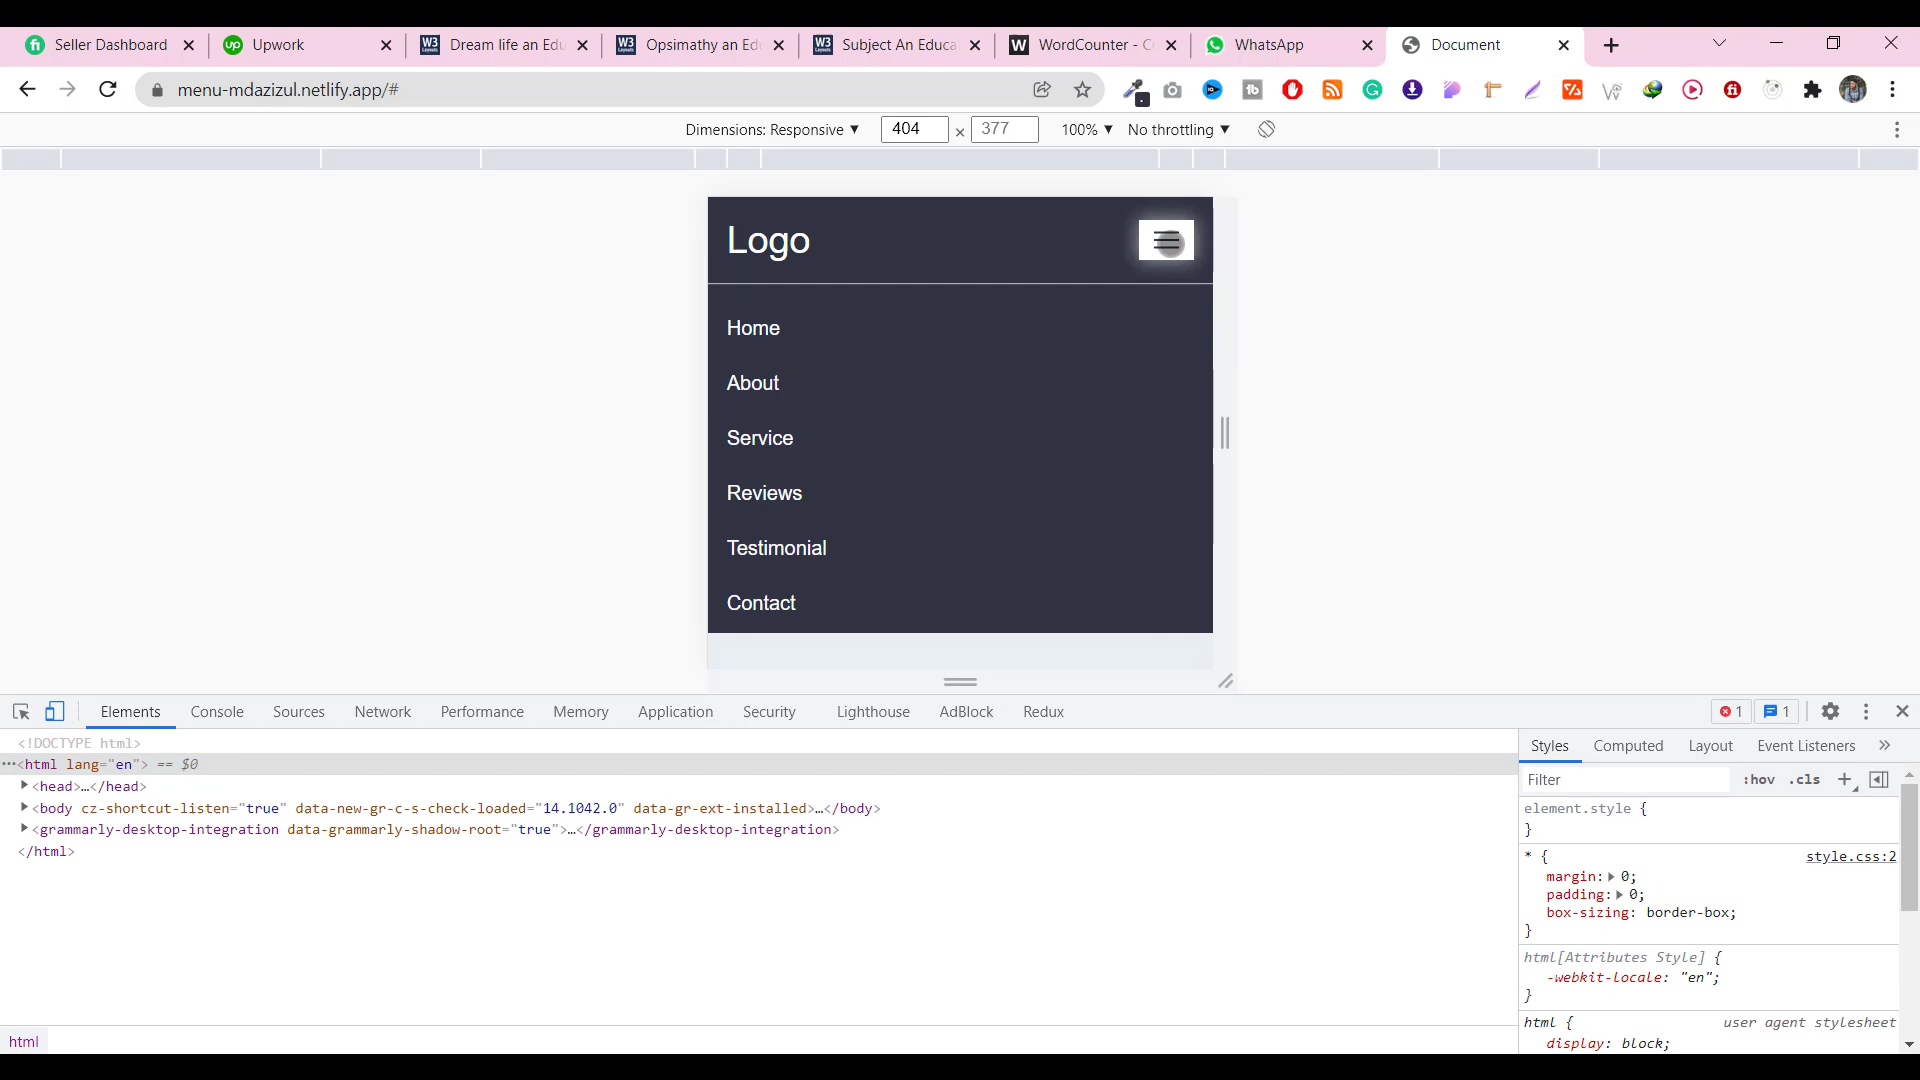 Seller Dashboard
Upwork
Dream life an Edu
Opsimathy an Edu
Subject An Educa
WordCounter - C
WhatsApp
Document
menu-mdazizul.netlify.app/#
Dimensions: Responsive 404 × 377 100% No throttling
Logo
Home
About
Service
Reviews
Testimonial
Contact
Elements Console Sources Network Performance Memory Application Security Lighthouse AdBlock Redux 1 1
<!DOCTYPE html>
<html lang="en"> == $0
<head>…</head>
<body cz-shortcut-listen="true" data-new-gr-c-s-check-loaded="14.1042.0" data-gr-ext-installed>…</body>
<grammarly-desktop-integration data-grammarly-shadow-root="true">…</grammarly-desktop-integration>
</html>
html
Styles Computed Layout Event Listeners
Filter :hov .cls
element.style {
}
* { style.css:2
margin: 0;
padding: 0;
box-sizing: border-box;
}
html[Attributes Style] {
-webkit-locale: "en";
}
html { user agent stylesheet
display: block;